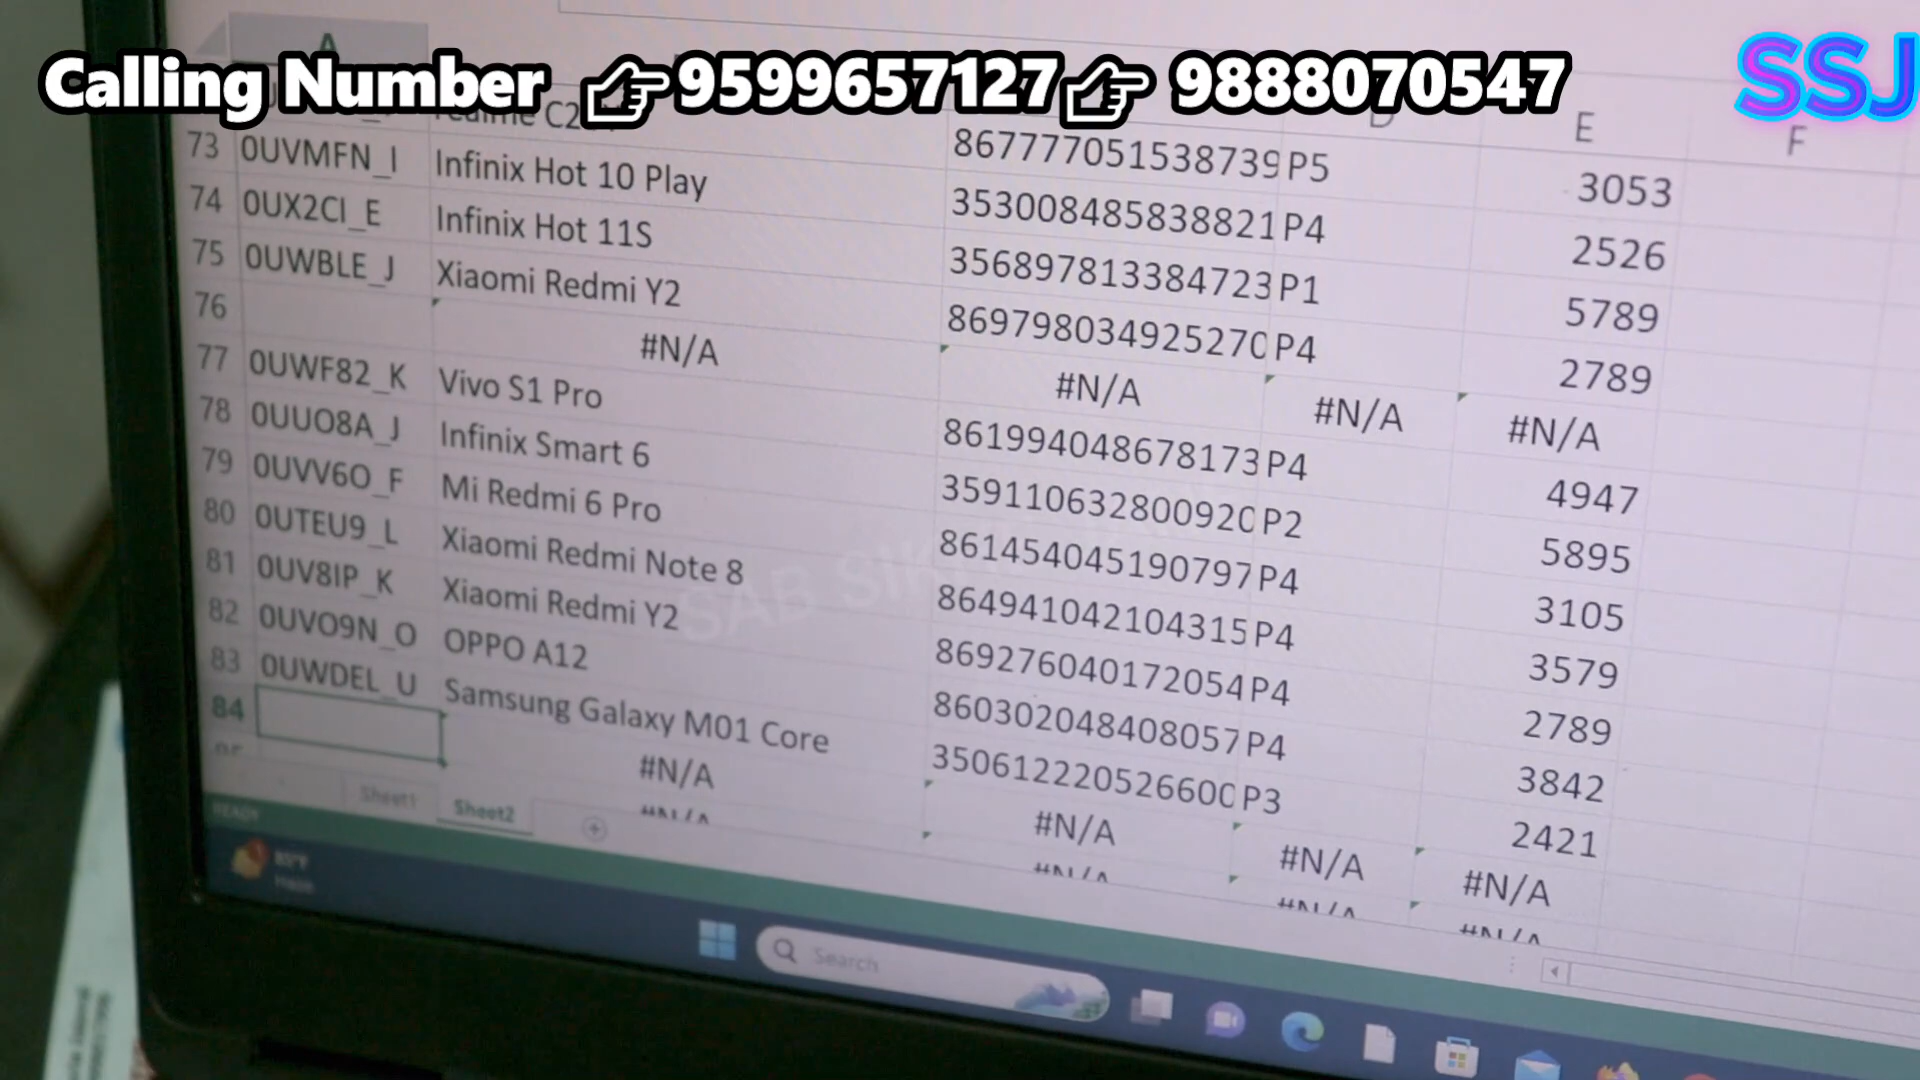 Calling Number 👉9599657127👉 9888070547
SSJ
A D E F
realme C2 867777051538739 P5 3053
73 0UVMFN_I Infinix Hot 10 Play 353008485838821 P4 2526
74 0UX2CI_E Infinix Hot 11S 356897813384723 P1 5789
75 0UWBLE_J Xiaomi Redmi Y2 869798034925270 P4 2789
76 #N/A #N/A #N/A #N/A
77 0UWF82_K Vivo S1 Pro 861994048678173 P4 4947
78 0UUO8A_J Infinix Smart 6 359110632800920 P2 5895
79 0UVV6O_F Mi Redmi 6 Pro 861454045190797 P4 3105
80 0UTEU9_L Xiaomi Redmi Note 8 864941042104315 P4 3579
81 0UV8IP_K Xiaomi Redmi Y2 869276040172054 P4 2789
82 0UVO9N_O OPPO A12 860302048408057 P4 3842
83 0UWDEL_U Samsung Galaxy M01 Core 350612220526600 P3 2421
84 #N/A #N/A #N/A #N/A
#N/A #N/A #N/A #N/A
Sheet1 Sheet2
READY
Search